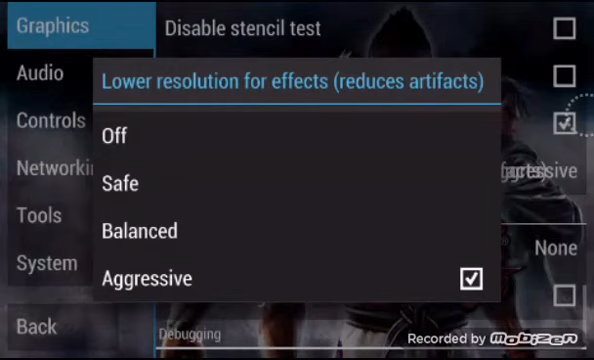 Graphics
Disable stencil test
Audio
Lower resolution for effects (reduces artifacts)
Controls
Off
Networki
Safe
Tools
Balanced
None
System
Aggressive
Back
Debugging
Recorded by Mobizen